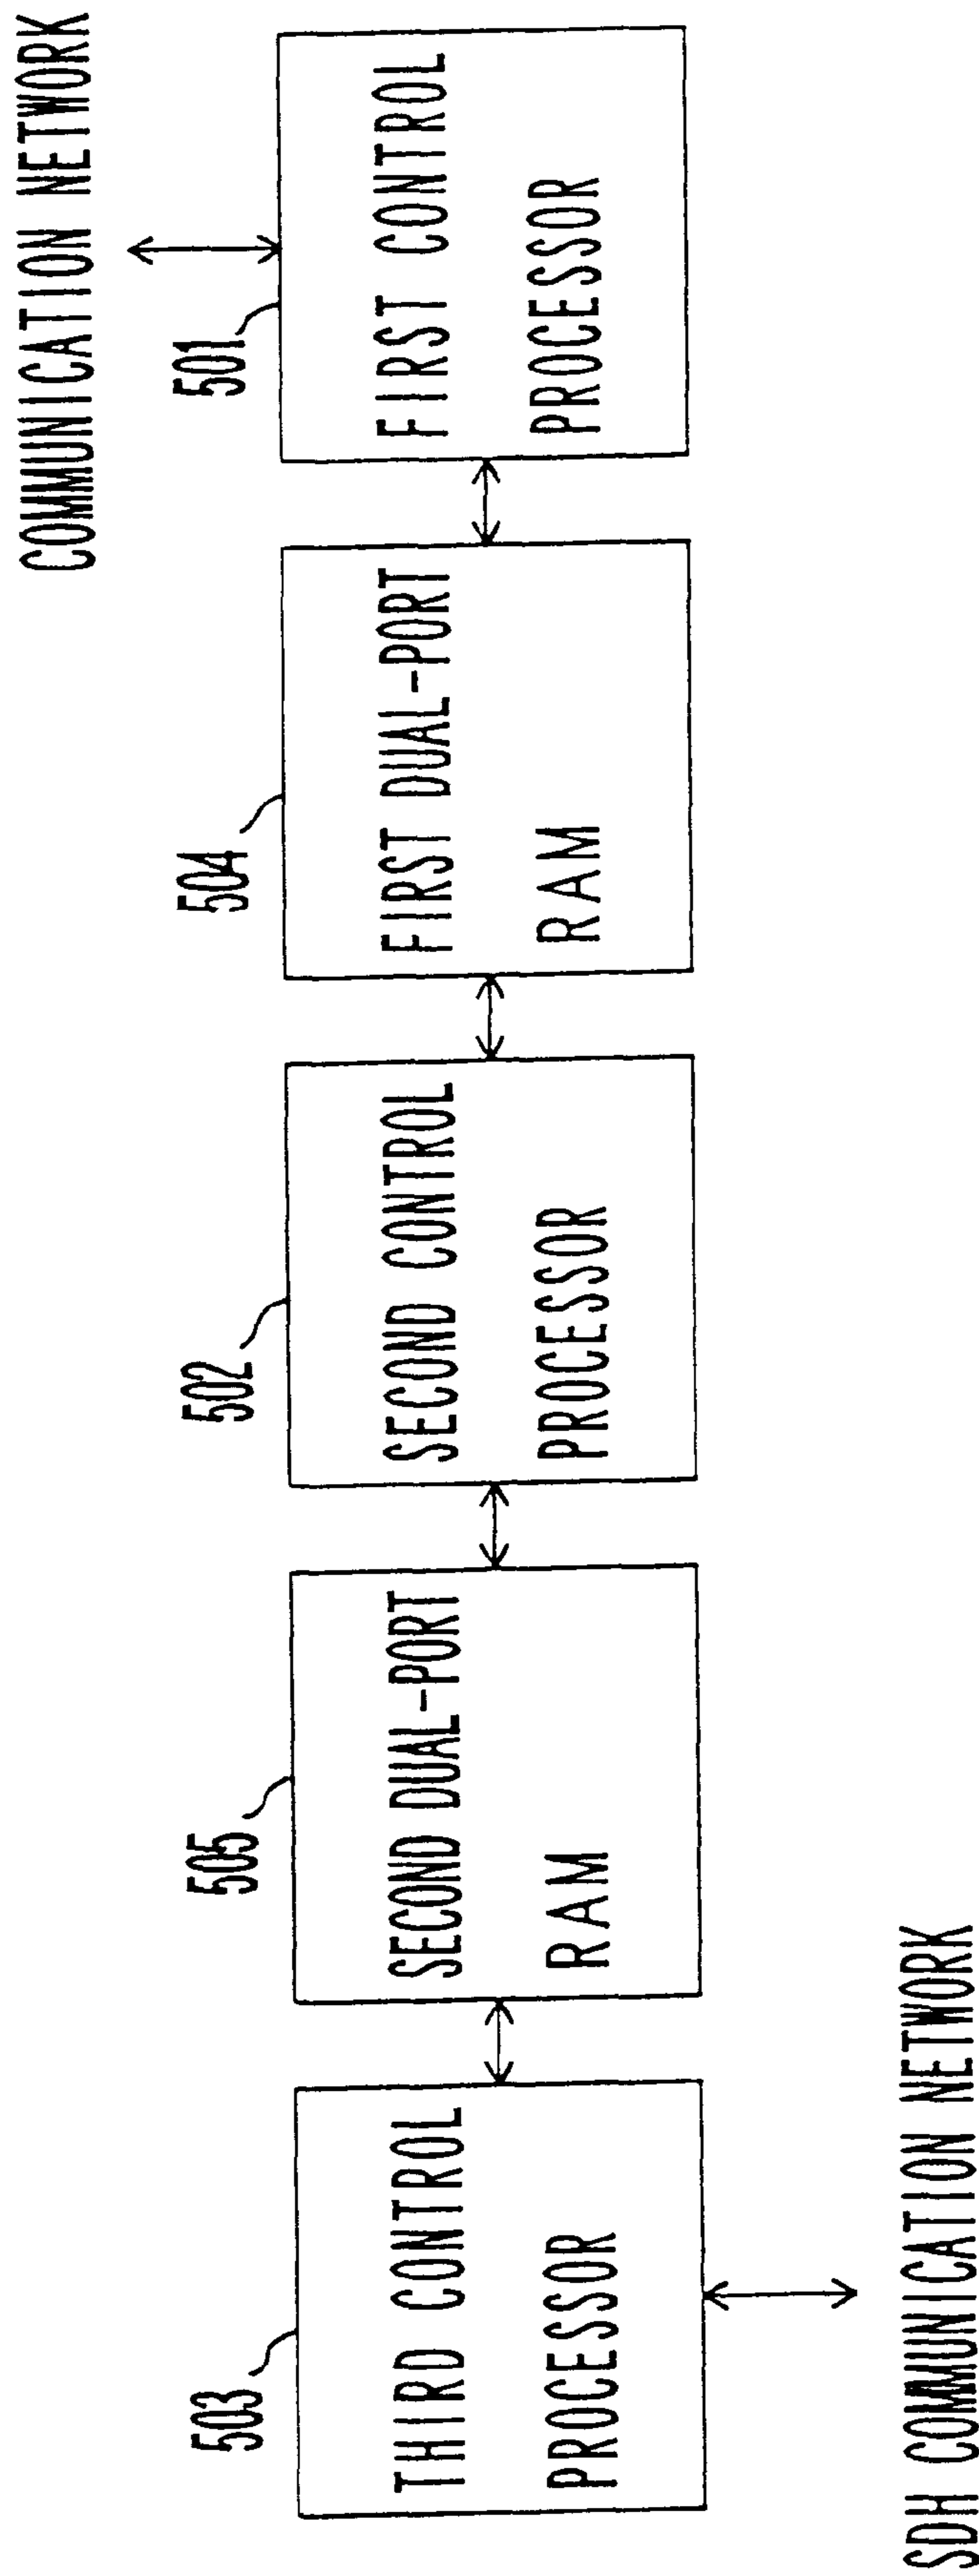 COMMUNICATION NETWORK
503
505
502
504
501
THIRD CONTROL
PROCESSOR
SECOND DUAL-PORT
RAM
SECOND CONTROL
PROCESSOR
FIRST DUAL-PORT
RAM
FIRST CONTROL
PROCESSOR
SDH COMMUNICATION NETWORK